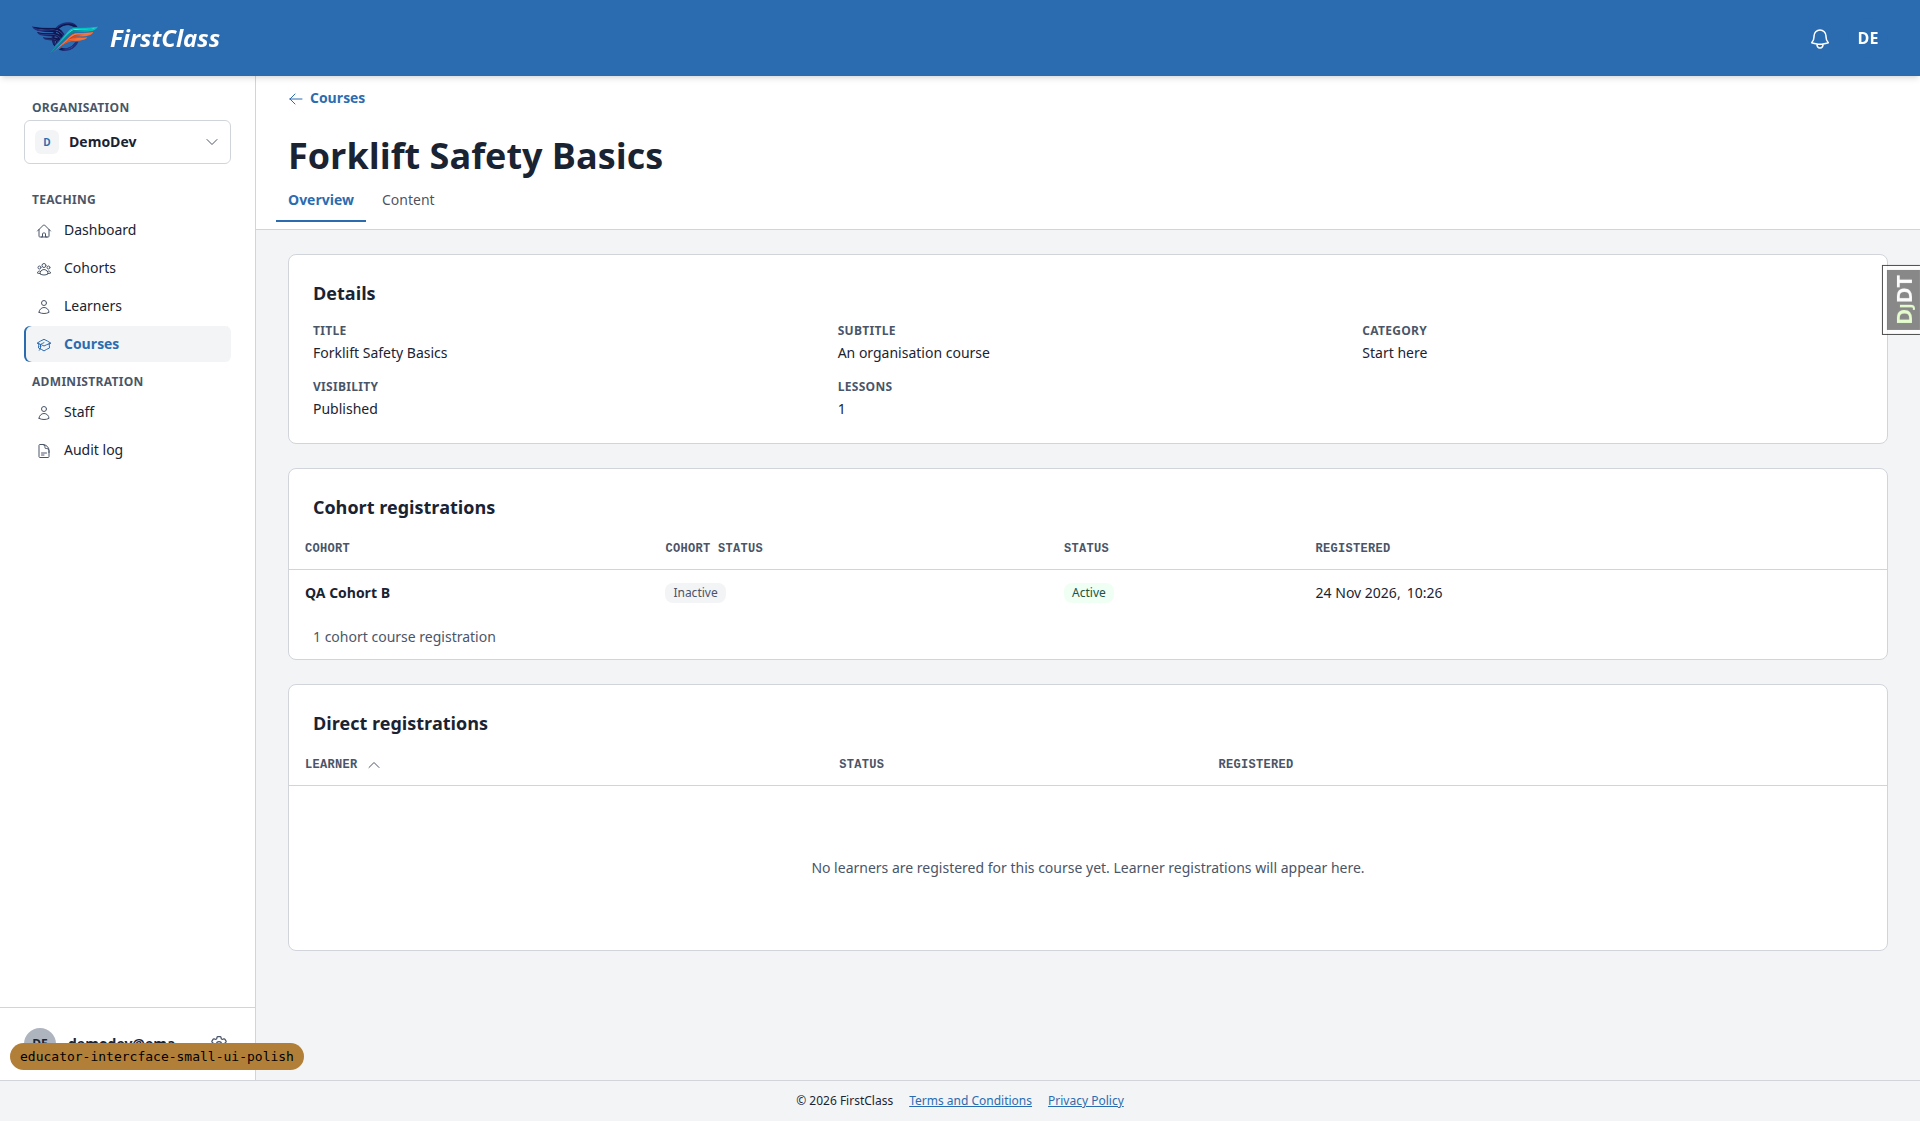 FirstClass
DE
ORGANISATION
D DemoDev
TEACHING
Dashboard
Cohorts
Learners
Courses
ADMINISTRATION
Staff
Audit log
Courses
Forklift Safety Basics
Overview Content
Details
TITLE SUBTITLE CATEGORY
Forklift Safety Basics An organisation course Start here
VISIBILITY LESSONS
Published 1
Cohort registrations
COHORT COHORT STATUS STATUS REGISTERED
QA Cohort B Inactive Active 24 Nov 2026, 10:26
1 cohort course registration
Direct registrations
LEARNER STATUS REGISTERED
No learners are registered for this course yet. Learner registrations will appear here.
DjDT
educator-intercface-small-ui-polish
© 2026 FirstClass Terms and Conditions Privacy Policy